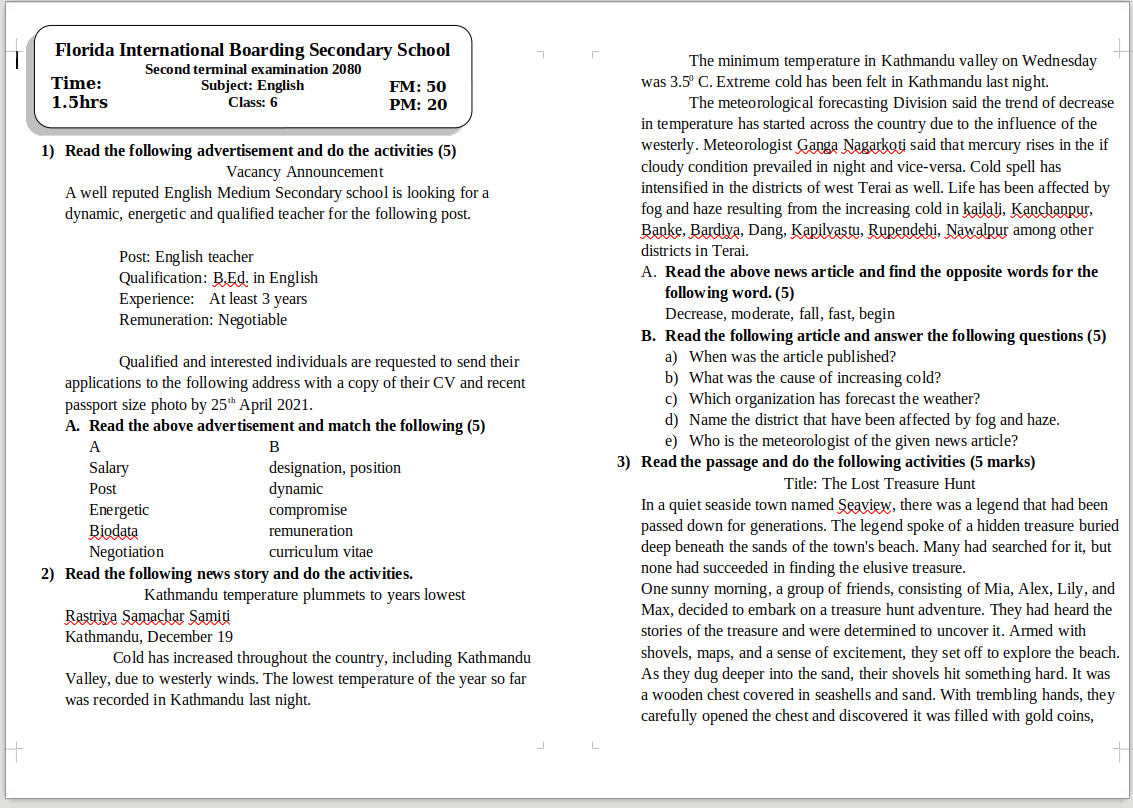 Florida International Boarding Secondary School
Second terminal examination 2080
Time: 1.5hrs
Subject: English
Class: 6
FM: 50
PM: 20
1) Read the following advertisement and do the activities (5)
Vacancy Announcement
A well reputed English Medium Secondary school is looking for a
dynamic, energetic and qualified teacher for the following post.
Post: English teacher
Qualification: B.Ed. in English
Experience: At least 3 years
Remuneration: Negotiable
Qualified and interested individuals are requested to send their
applications to the following address with a copy of their CV and recent
passport size photo by 25th April 2021.
A. Read the above advertisement and match the following (5)
A B
Salary designation, position
Post dynamic
Energetic compromise
Biodata remuneration
Negotiation curriculum vitae
2) Read the following news story and do the activities.
Kathmandu temperature plummets to years lowest
Rastriya Samachar Samiti
Kathmandu, December 19
Cold has increased throughout the country, including Kathmandu
Valley, due to westerly winds. The lowest temperature of the year so far
was recorded in Kathmandu last night.
The minimum temperature in Kathmandu valley on Wednesday
was 3.5⁰ C. Extreme cold has been felt in Kathmandu last night.
The meteorological forecasting Division said the trend of decrease
in temperature has started across the country due to the influence of the
westerly. Meteorologist Ganga Nagarkoti said that mercury rises in the if
cloudy condition prevailed in night and vice-versa. Cold spell has
intensified in the districts of west Terai as well. Life has been affected by
fog and haze resulting from the increasing cold in kailali, Kanchanpur,
Banke, Bardiya, Dang, Kapilvastu, Rupendehi, Nawalpur among other
districts in Terai.
A. Read the above news article and find the opposite words for the
following word. (5)
Decrease, moderate, fall, fast, begin
B. Read the following article and answer the following questions (5)
a) When was the article published?
b) What was the cause of increasing cold?
c) Which organization has forecast the weather?
d) Name the district that have been affected by fog and haze.
e) Who is the meteorologist of the given news article?
3) Read the passage and do the following activities (5 marks)
Title: The Lost Treasure Hunt
In a quiet seaside town named Seaview, there was a legend that had been
passed down for generations. The legend spoke of a hidden treasure buried
deep beneath the sands of the town's beach. Many had searched for it, but
none had succeeded in finding the elusive treasure.
One sunny morning, a group of friends, consisting of Mia, Alex, Lily, and
Max, decided to embark on a treasure hunt adventure. They had heard the
stories of the treasure and were determined to uncover it. Armed with
shovels, maps, and a sense of excitement, they set off to explore the beach.
As they dug deeper into the sand, their shovels hit something hard. It was
a wooden chest covered in seashells and sand. With trembling hands, they
carefully opened the chest and discovered it was filled with gold coins,